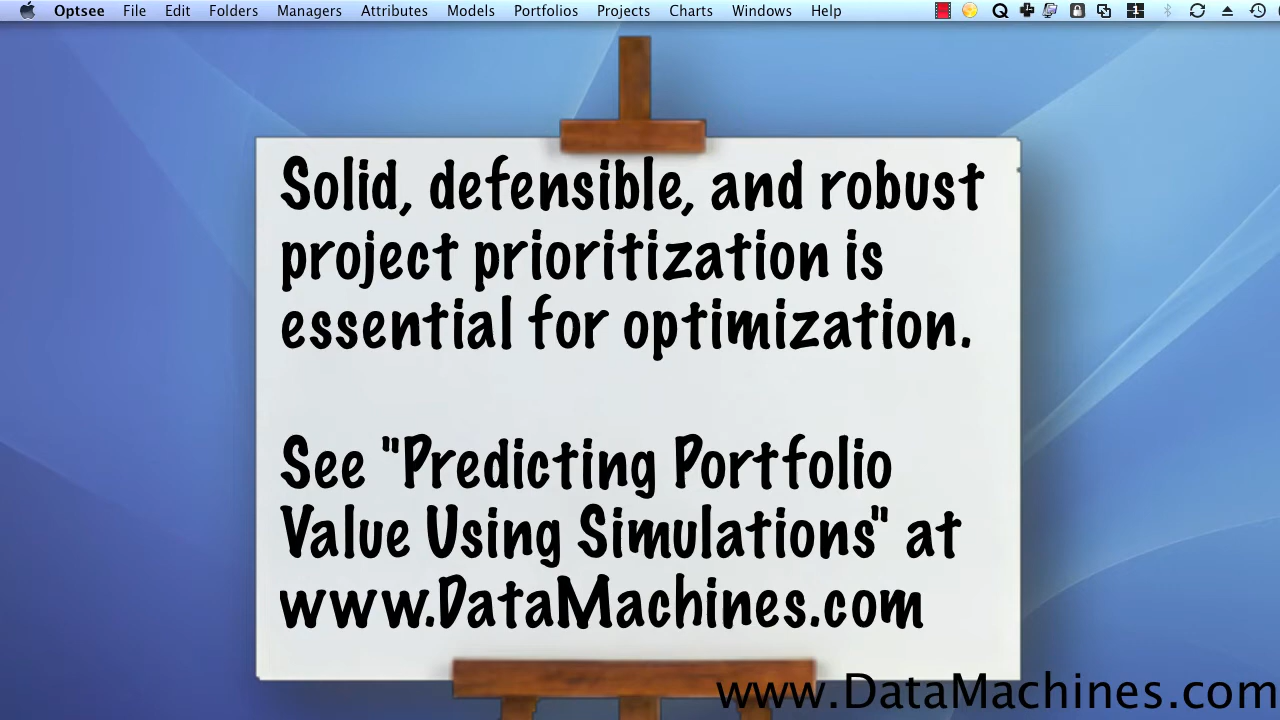 Optsee File Edit Folders Managers Attributes Models Portfolios Projects Charts Windows Help
Solid, defensible, and robust
project prioritization is
essential for optimization.
See "Predicting Portfolio
Value Using Simulations" at
www.DataMachines.com
www.DataMachines.com